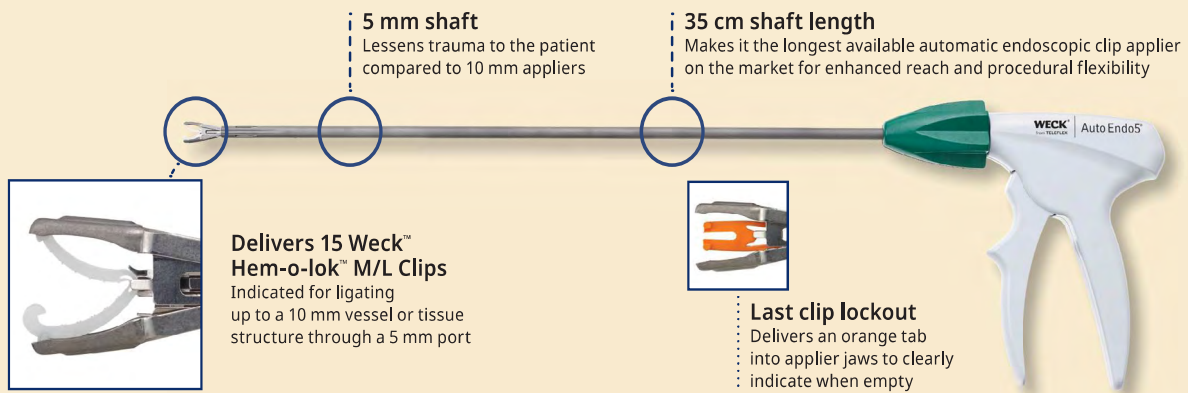 5 mm shaft
Lessens trauma to the patient
compared to 10 mm appliers
35 cm shaft length
Makes it the longest available automatic endoscopic clip applier
on the market for enhanced reach and procedural flexibility
WECK®
from TELEFLEX
Auto Endo5®
Delivers 15 Weck™
Hem-o-lok™ M/L Clips
Indicated for ligating
up to a 10 mm vessel or tissue
structure through a 5 mm port
Last clip lockout
Delivers an orange tab
into applier jaws to clearly
indicate when empty